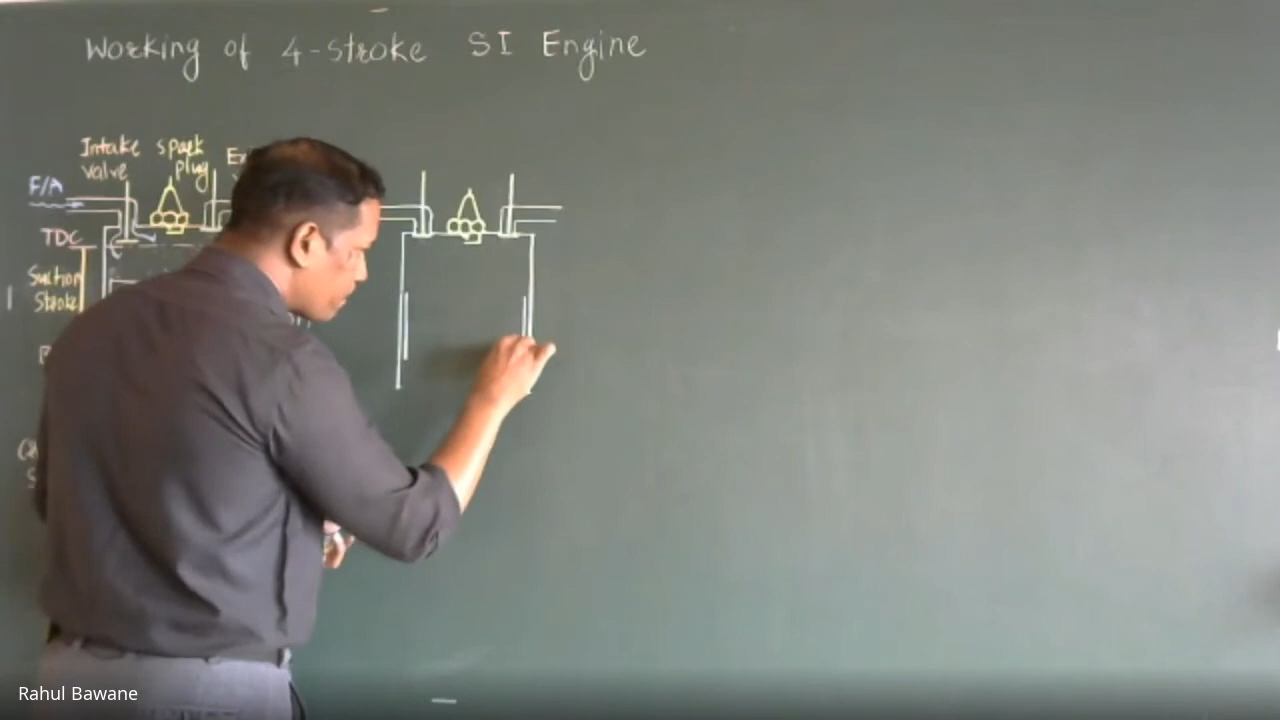 Working of 4-stroke SI Engine
Intake spark
valve plug
F/A
TDC
Suction
Stroke
Rahul Bawane